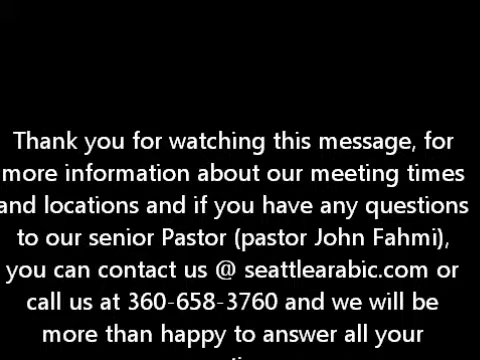 Thank you for watching this message, for
more information about our meeting times
and locations and if you have any questions
to our senior Pastor (pastor John Fahmi),
you can contact us @ seattlearabic.com or
call us at 360-658-3760 and we will be
more than happy to answer all your